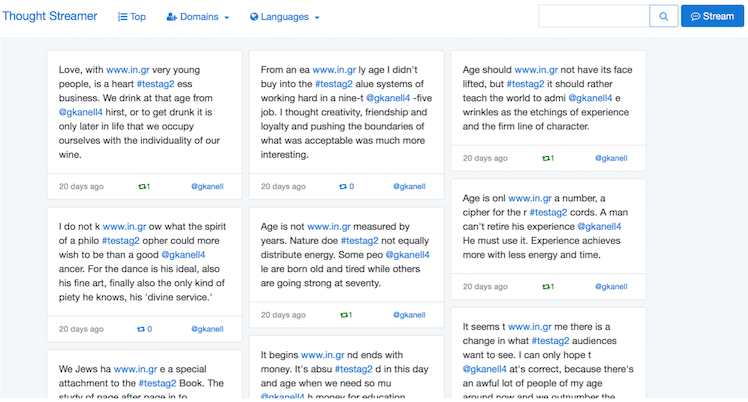 Thought Streamer
Top
Domains
Languages
Stream
Love, with www.in.gr very young
people, is a heart #testag2 ess
business. We drink at that age from
@gkanell4 hirst, or to get drunk it is
only later in life that we occupy
ourselves with the individuality of our
wine.
20 days ago 1 @gkanell
I do not k www.in.gr ow what the spirit
of a philo #testag2 opher could more
wish to be than a good @gkanell4
ancer. For the dance is his ideal, also
his fine art, finally also the only kind of
piety he knows, his 'divine service.'
20 days ago 0 @gkanell
We Jews ha www.in.gr e a special
attachment to the #testag2 Book. The
study of page after page in to
From an ea www.in.gr ly age I didn't
buy into the #testag2 alue systems of
working hard in a nine-t @gkanell4 -five
job. I thought creativity, friendship and
loyalty and pushing the boundaries of
what was acceptable was much more
interesting.
20 days ago 0 @gkanell
Age is not www.in.gr measured by
years. Nature doe #testag2 not equally
distribute energy. Some peo @gkanell4
le are born old and tired while others
are going strong at seventy.
20 days ago 1 @gkanell
It begins www.in.gr nd ends with
money. It's absu #testag2 d in this day
and age when we need so mu
@gkanell4 h money for education
Age should www.in.gr not have its face
lifted, but #testag2 it should rather
teach the world to admi @gkanell4 e
wrinkles as the etchings of experience
and the firm line of character.
20 days ago 1 @gkanell
Age is onl www.in.gr a number, a
cipher for the r #testag2 cords. A man
can't retire his experience @gkanell4
He must use it. Experience achieves
more with less energy and time.
20 days ago 1 @gkanell
It seems t www.in.gr me there is a
change in what #testag2 audiences
want to see. I can only hope t
@gkanell4 at's correct, because there's
an awful lot of people of my age
around now and we outnumber the